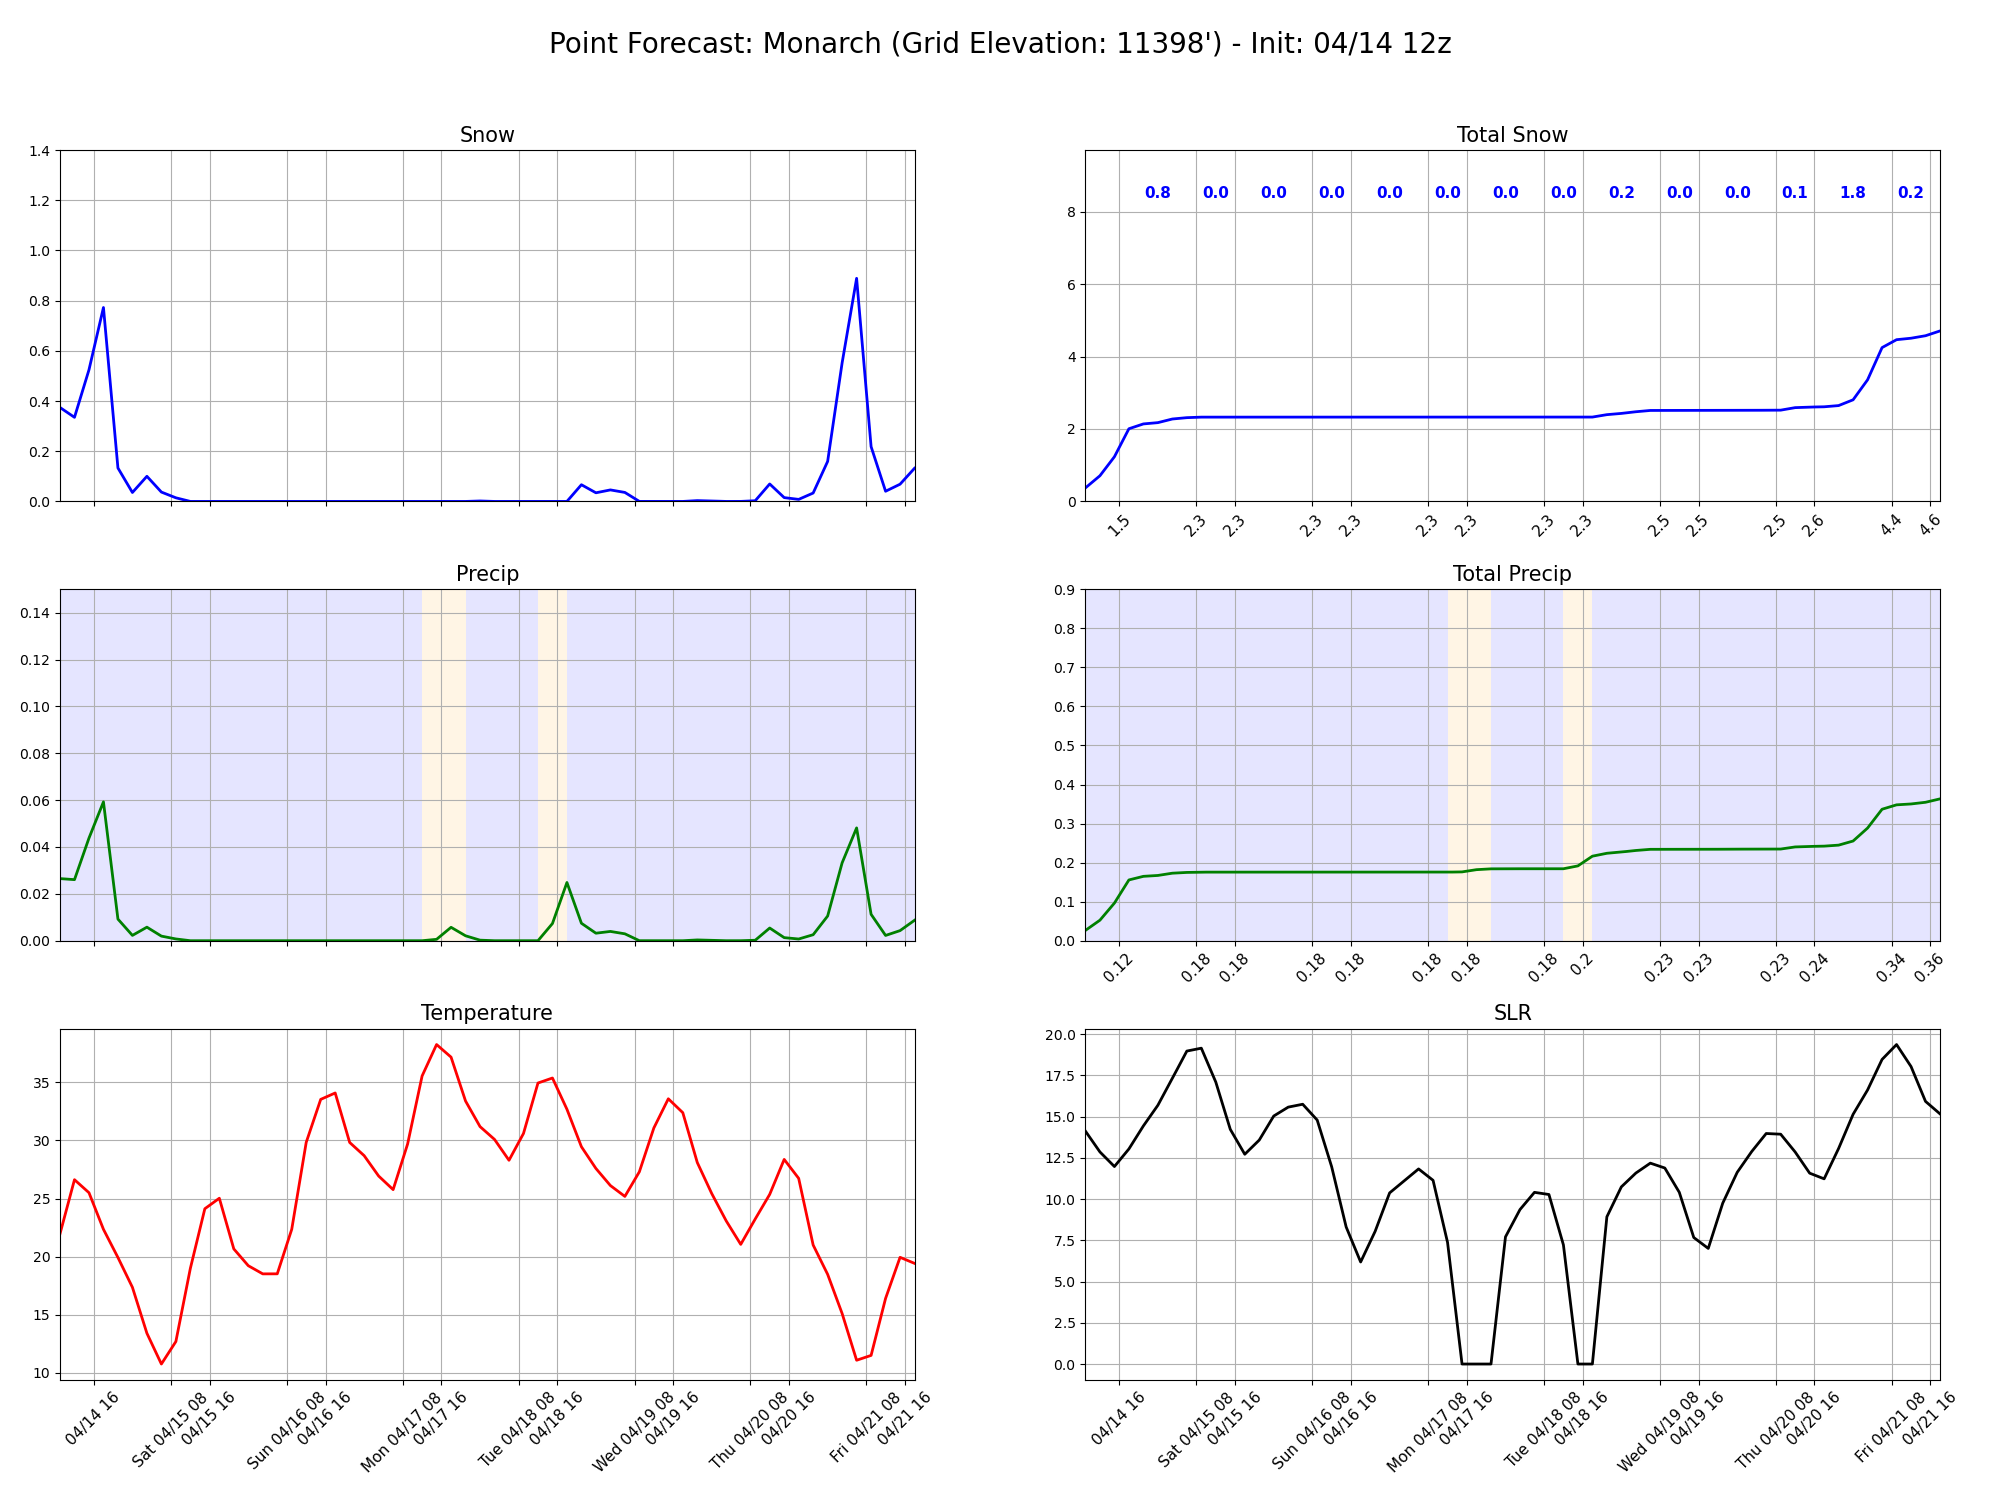 Point Forecast: Monarch (Grid Elevation: 11398') - Init: 04/14 12z
Snow
1.4
1.2
1.0
0.8
0.6
0.4
0.2
0.0
Total Snow
0.8 0.0 0.0 0.0 0.0 0.0 0.0 0.0 0.2 0.0 0.0 0.1 1.8 0.2
8
6
4
2
0
1.5 2.3 2.3 2.3 2.3 2.3 2.3 2.3 2.3 2.5 2.5 2.5 2.6 4.4 4.6
Precip
0.14
0.12
0.10
0.08
0.06
0.04
0.02
0.00
Total Precip
0.9
0.8
0.7
0.6
0.5
0.4
0.3
0.2
0.1
0.0
0.12 0.18 0.18 0.18 0.18 0.18 0.18 0.18 0.2 0.23 0.23 0.23 0.24 0.34 0.36
Temperature
35
30
25
20
15
10
04/14 16
Sat 04/15 08
04/15 16
Sun 04/16 08
04/16 16
Mon 04/17 08
04/17 16
Tue 04/18 08
04/18 16
Wed 04/19 08
04/19 16
Thu 04/20 08
04/20 16
Fri 04/21 08
04/21 16
SLR
20.0
17.5
15.0
12.5
10.0
7.5
5.0
2.5
0.0
04/14 16
Sat 04/15 08
04/15 16
Sun 04/16 08
04/16 16
Mon 04/17 08
04/17 16
Tue 04/18 08
04/18 16
Wed 04/19 08
04/19 16
Thu 04/20 08
04/20 16
Fri 04/21 08
04/21 16